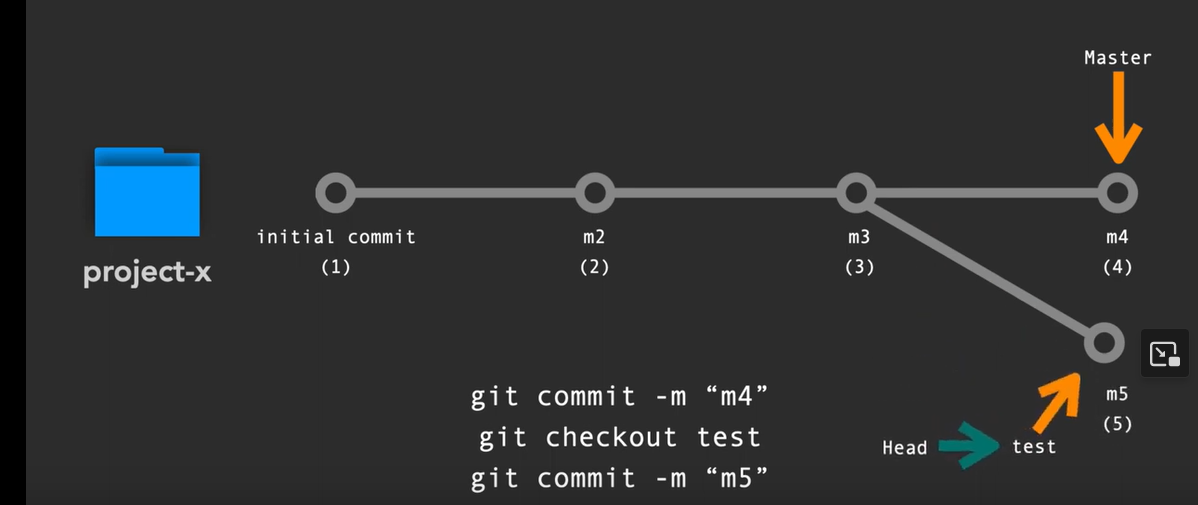 Master
project-x
initial commit
(1)
m2
(2)
m3
(3)
m4
(4)
m5
(5)
Head
test
git commit -m “m4”
git checkout test
git commit -m “m5”